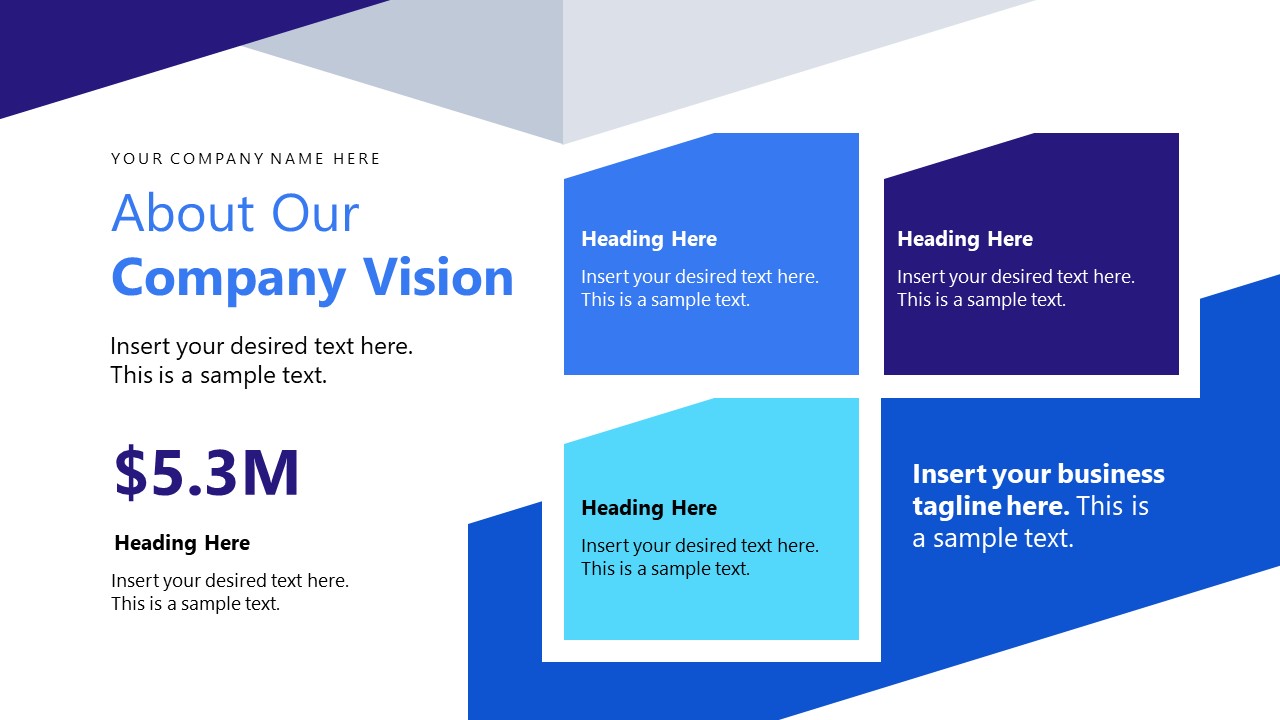 YOUR COMPANY NAME HERE
About Our
Company Vision
Insert your desired text here.
This is a sample text.
$5.3M
Heading Here
Insert your desired text here.
This is a sample text.
Heading Here
Insert your desired text here.
This is a sample text.
Heading Here
Insert your desired text here.
This is a sample text.
Heading Here
Insert your desired text here.
This is a sample text.
Insert your business
tagline here. This is
a sample text.